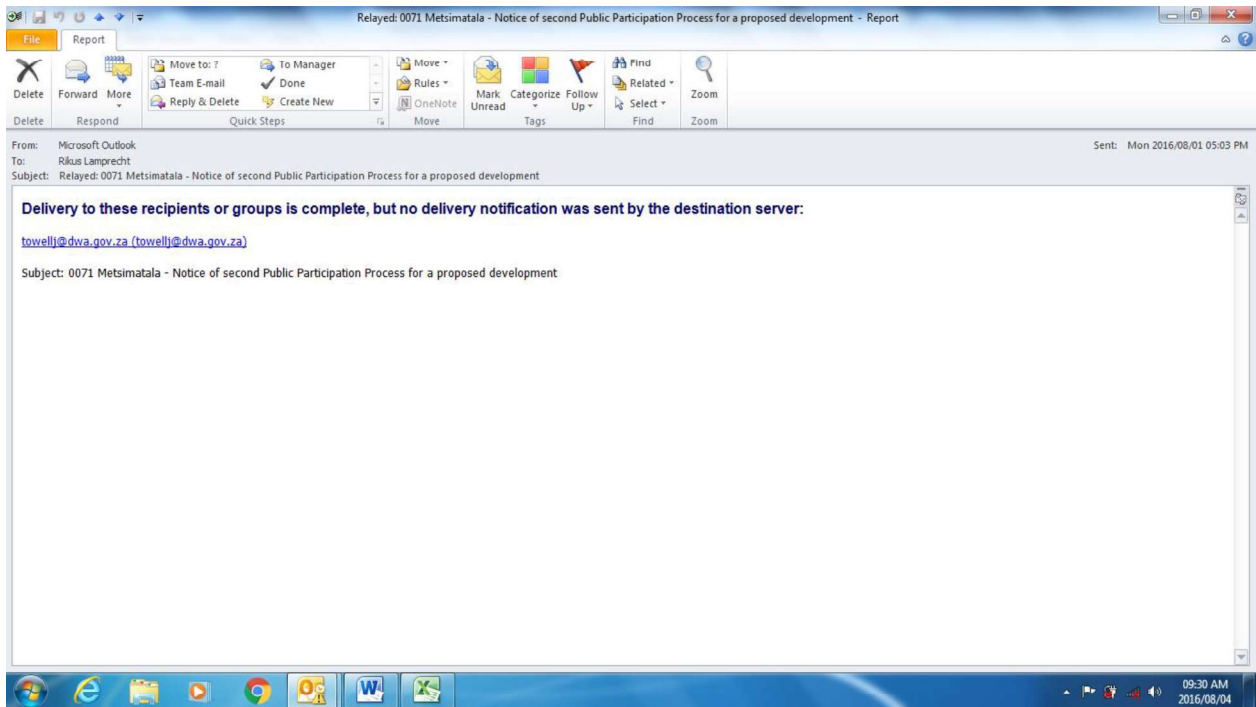 Relayed: 0071 Metsimatala - Notice of second Public Participation Process for a proposed development - Report
File Report
Move to: ? To Manager Move Find
Team E-mail Done Rules Related
Delete Forward More Reply & Delete Create New OneNote Mark Unread Categorize Follow Up Select Zoom
Delete Respond Quick Steps Move Tags Find Zoom
From: Microsoft Outlook Sent: Mon 2016/08/01 05:03 PM
To: Rikus Lamprecht
Subject: Relayed: 0071 Metsimatala - Notice of second Public Participation Process for a proposed development
Delivery to these recipients or groups is complete, but no delivery notification was sent by the destination server:
towellj@dwa.gov.za (towellj@dwa.gov.za)
Subject: 0071 Metsimatala - Notice of second Public Participation Process for a proposed development
09:30 AM
2016/08/04